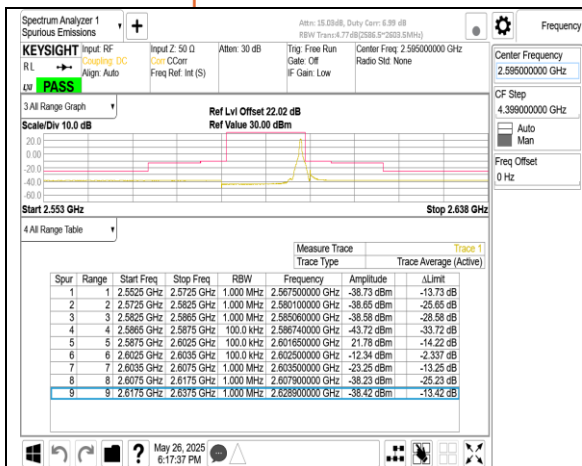 Spectrum Analyzer 1
Spurious Emissions
Attn: 15.03dB, Duty Corr: 6.99 dB
RBW Trans:4.77dB(2586.5~2603.5MHz)
Frequency
KEYSIGHT
RL
LXI PASS
Input: RF
Coupling: DC
Align: Auto
Input Z: 50 Ω
Corr CCorr
Freq Ref: Int (S)
Atten: 30 dB
Trig: Free Run
Gate: Off
IF Gain: Low
Center Freq: 2.595000000 GHz
Radio Std: None
Center Frequency
2.595000000 GHz
CF Step
4.399000000 GHz
Auto
Man
Freq Offset
0 Hz
3 All Range Graph
Scale/Div 10.0 dB
Ref Lvl Offset 22.02 dB
Ref Value 30.00 dBm
20.0
0.00
-20.0
-40.0
-60.0
Start 2.553 GHz
Stop 2.638 GHz
4 All Range Table
Measure Trace Trace 1
Trace Type Trace Average (Active)
Spur Range Start Freq Stop Freq RBW Frequency Amplitude ΔLimit
1 1 2.5525 GHz 2.5725 GHz 1.000 MHz 2.567500000 GHz -38.73 dBm -13.73 dB
2 2 2.5725 GHz 2.5825 GHz 1.000 MHz 2.580100000 GHz -38.65 dBm -25.65 dB
3 3 2.5825 GHz 2.5865 GHz 1.000 MHz 2.585060000 GHz -38.58 dBm -28.58 dB
4 4 2.5865 GHz 2.5875 GHz 100.0 kHz 2.586740000 GHz -43.72 dBm -33.72 dB
5 5 2.5875 GHz 2.6025 GHz 100.0 kHz 2.601650000 GHz 21.78 dBm -14.22 dB
6 6 2.6025 GHz 2.6035 GHz 100.0 kHz 2.602500000 GHz -12.34 dBm -2.337 dB
7 7 2.6035 GHz 2.6075 GHz 1.000 MHz 2.603500000 GHz -23.25 dBm -13.25 dB
8 8 2.6075 GHz 2.6175 GHz 1.000 MHz 2.607900000 GHz -38.23 dBm -25.23 dB
9 9 2.6175 GHz 2.6375 GHz 1.000 MHz 2.628900000 GHz -38.42 dBm -13.42 dB
?
May 26, 2025
6:17:37 PM